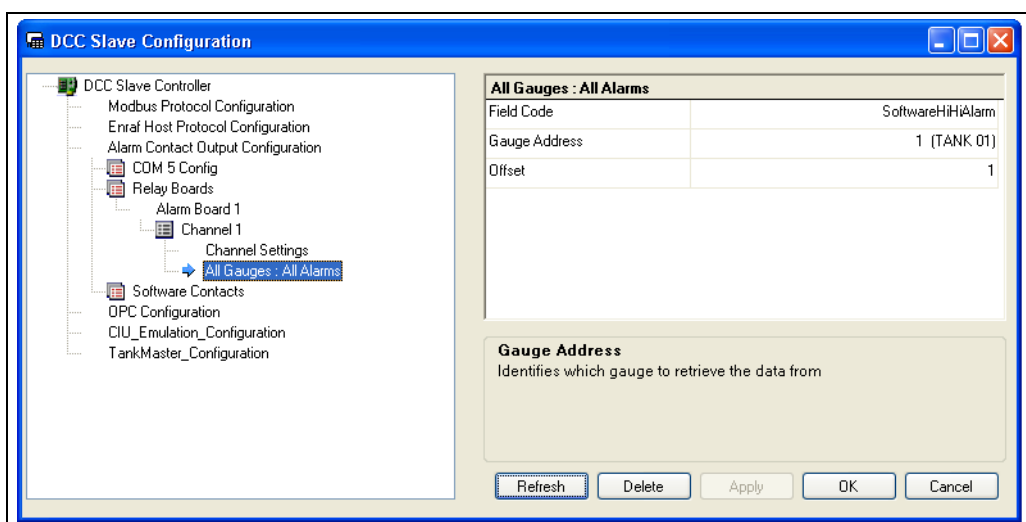 DCC Slave Configuration
DCC Slave Controller
Modbus Protocol Configuration
Enraf Host Protocol Configuration
Alarm Contact Output Configuration
COM 5 Config
Relay Boards
Alarm Board 1
Channel 1
Channel Settings
All Gauges : All Alarms
Software Contacts
OPC Configuration
CIU_Emulation_Configuration
TankMaster_Configuration
All Gauges : All Alarms
Field Code SoftwareHiHiAlarm
Gauge Address 1 (TANK 01)
Offset 1
Gauge Address
Identifies which gauge to retrieve the data from
Refresh Delete Apply OK Cancel